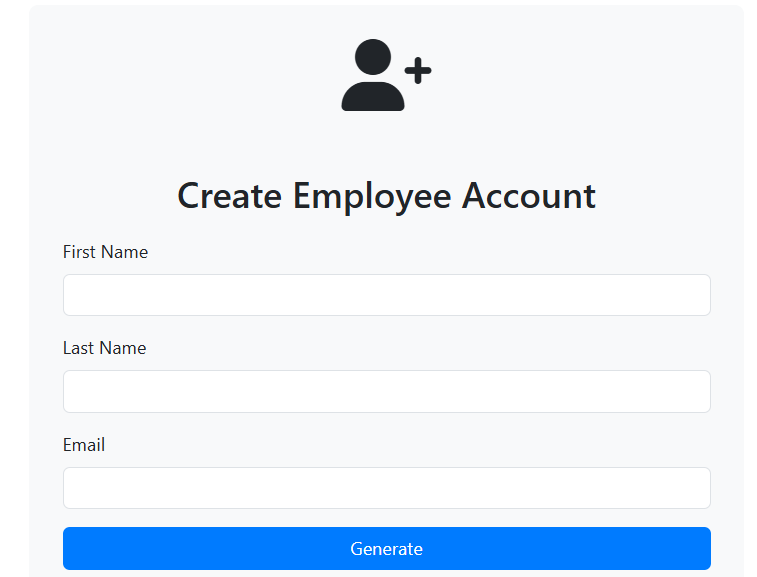 Create Employee Account
First Name
Last Name
Email
Generate